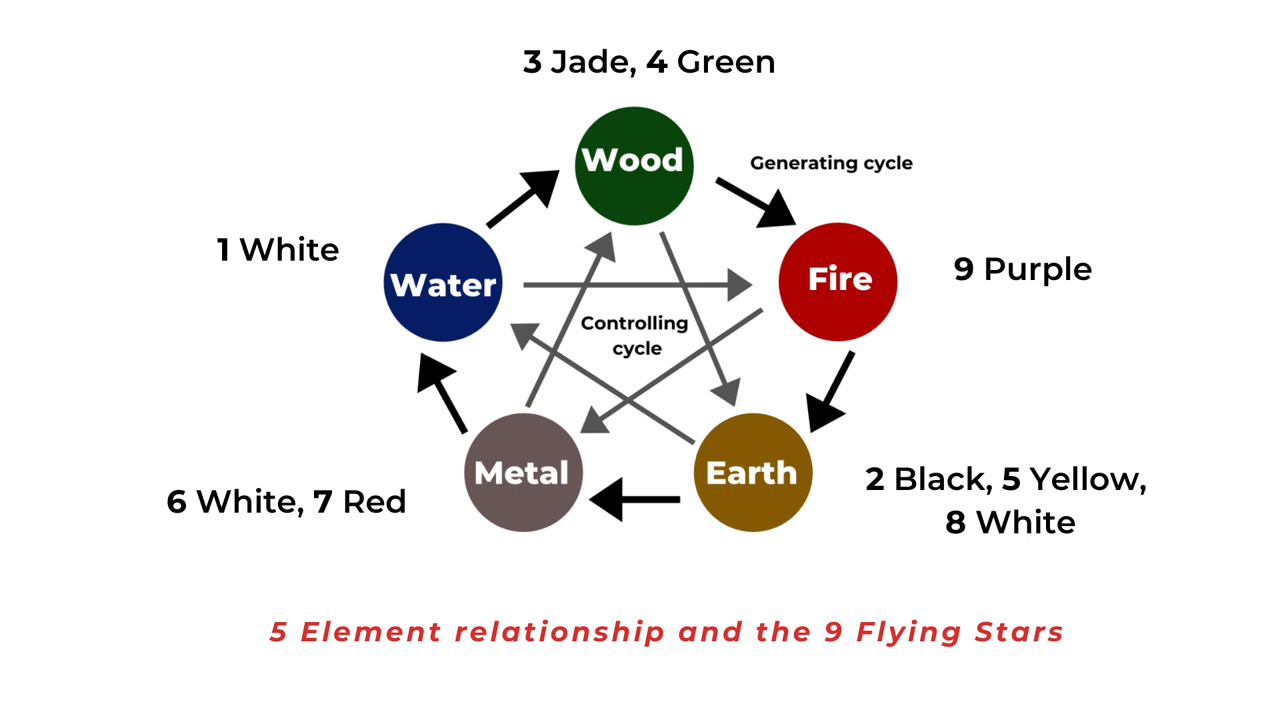 3 Jade, 4 Green
Wood
Generating cycle
1 White
Water
Fire
9 Purple
Controlling
cycle
6 White, 7 Red
Metal
Earth
2 Black, 5 Yellow,
8 White
5 Element relationship and the 9 Flying Stars